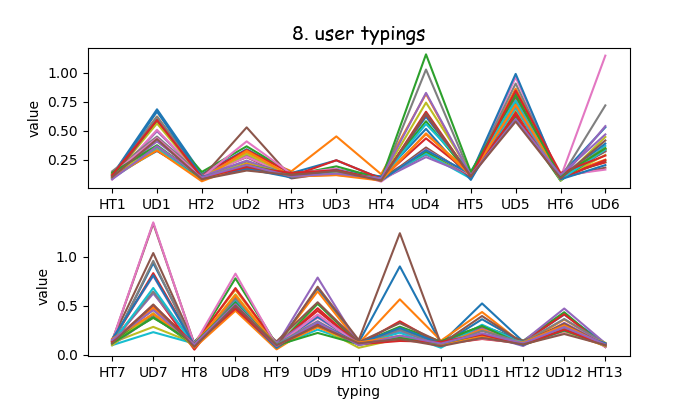 8. user typings
value
1.00
0.75
0.50
0.25
HT1 UD1 HT2 UD2 HT3 UD3 HT4 UD4 HT5 UD5 HT6 UD6
value
1.0
0.5
0.0
HT7 UD7 HT8 UD8 HT9 UD9 HT10 UD10 HT11 UD11 HT12 UD12 HT13
typing